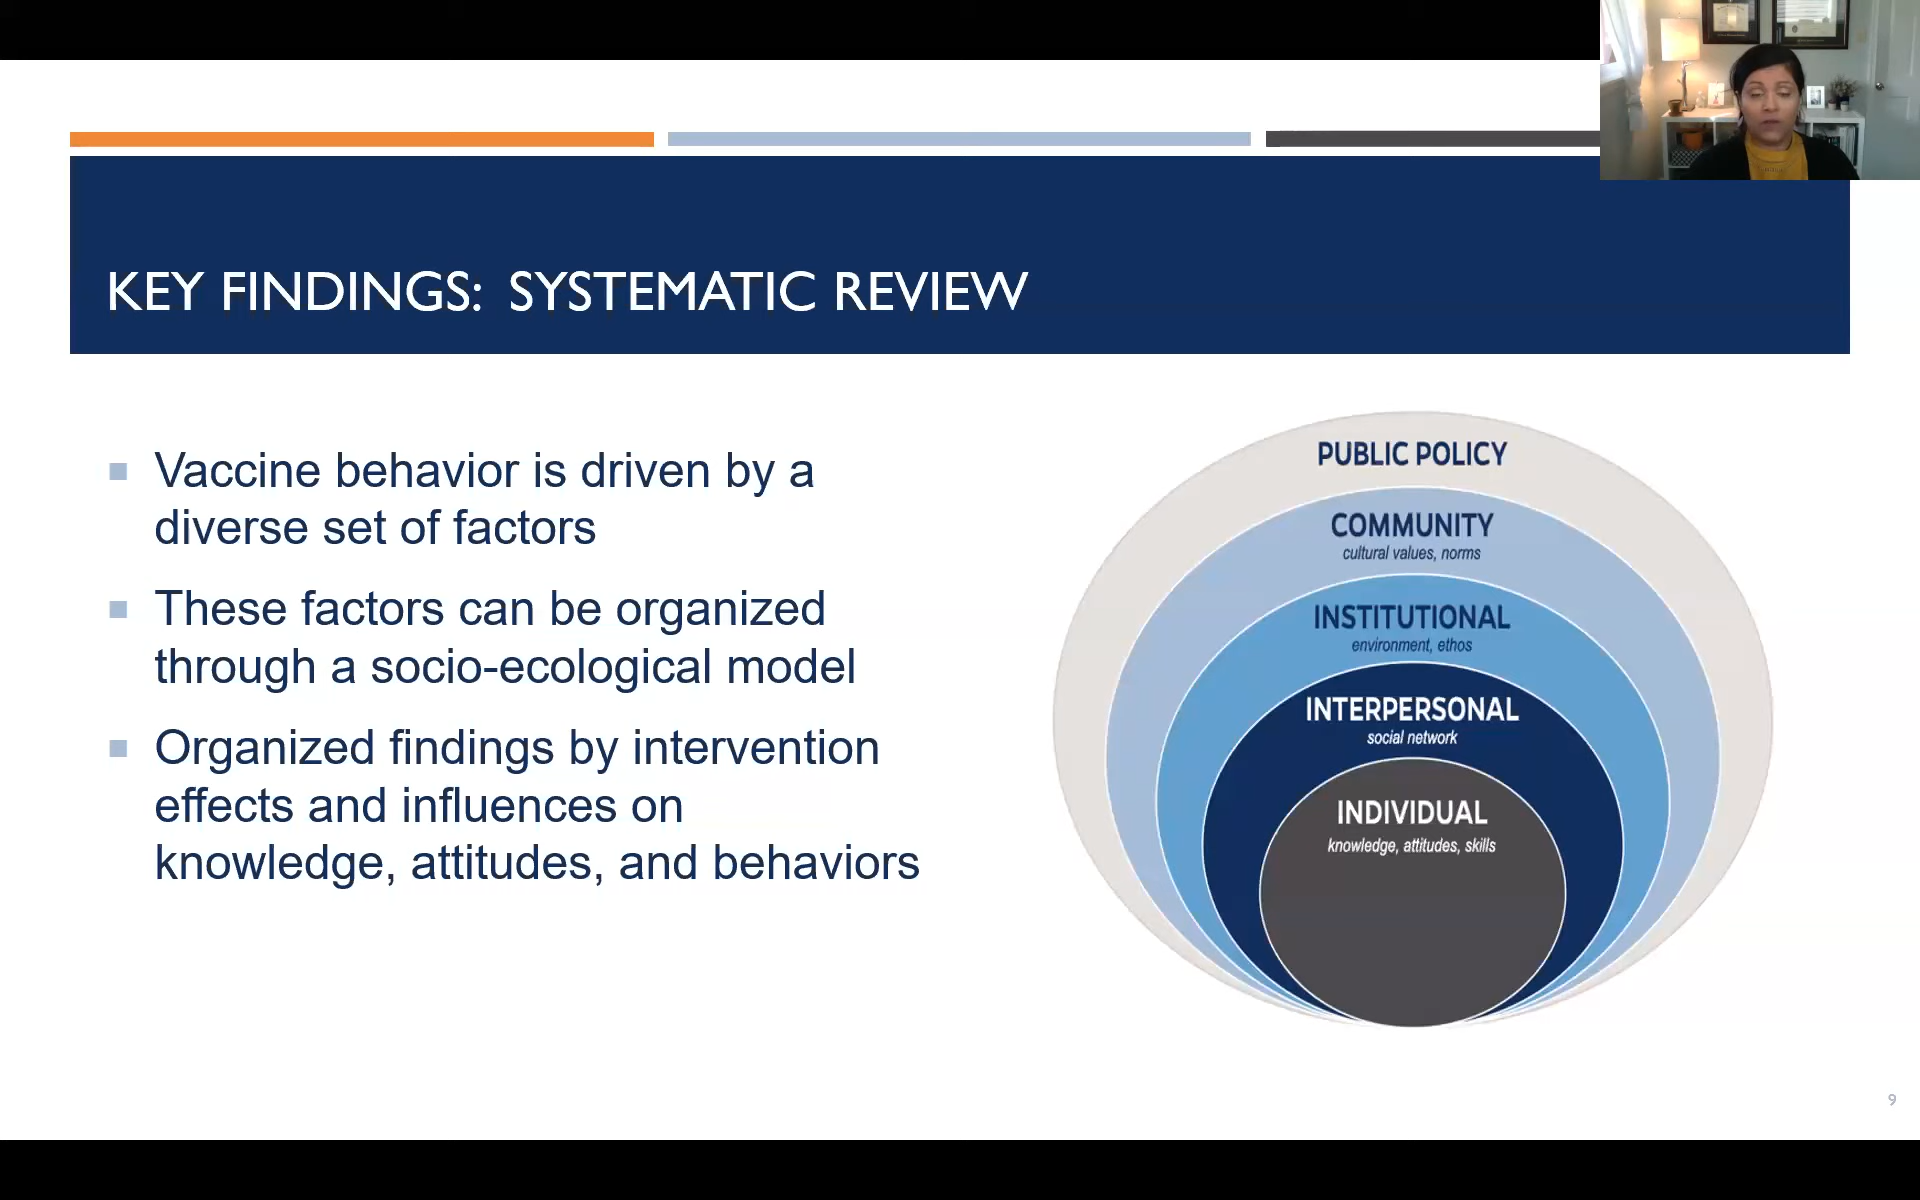 KEY FINDINGS: SYSTEMATIC REVIEW
Vaccine behavior is driven by a
diverse set of factors
These factors can be organized
through a socio-ecological model
Organized findings by intervention
effects and influences on
knowledge, attitudes, and behaviors
PUBLIC POLICY
COMMUNITY
cultural values, norms
INSTITUTIONAL
environment, ethos
INTERPERSONAL
social network
INDIVIDUAL
knowledge, attitudes, skills
9